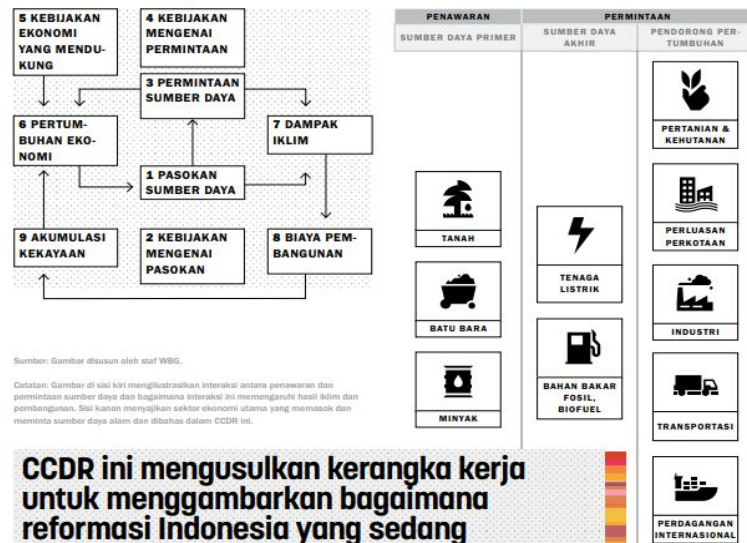 5 KEBIJAKAN
EKONOMI
YANG MENDU-
KUNG
4 KEBIJAKAN
MENGENAI
PERMINTAAN
3 PERMINTAAN
SUMBER DAYA
6 PERTUM-
BUHAN EKO-
NOMI
7 DAMPAK
IKLIM
1 PASOKAN
SUMBER DAYA
9 AKUMULASI
KEKAYAAN
2 KEBIJAKAN
MENGENAI
PASOKAN
8 BIAYA PEM-
BANGUNAN
Sumber: Gambar disusun oleh staf WBG.
Catatan: Gambar di sisi kiri mengilustrasikan interaksi antara penawaran dan
permintaan sumber daya dan bagaimana interaksi ini memengaruhi hasil iklim dan
pembangunan. Sisi kanan menyajikan sektor ekonomi utama yang memasok dan
meminta sumber daya alam dan dibahas dalam CCDR ini.
PENAWARAN
PERMINTAAN
SUMBER DAYA PRIMER
SUMBER DAYA
AKHIR
PENDORONG PER-
TUMBUHAN
TANAH
BATU BARA
MINYAK
TENAGA
LISTRIK
BAHAN BAKAR
FOSIL,
BIOFUEL
PERTANIAN &
KEHUTANAN
PERLUASAN
PERKOTAAN
INDUSTRI
TRANSPORTASI
PERDAGANGAN
INTERNASIONAL
CCDR ini mengusulkan kerangka kerja
untuk menggambarkan bagaimana
reformasi Indonesia yang sedang